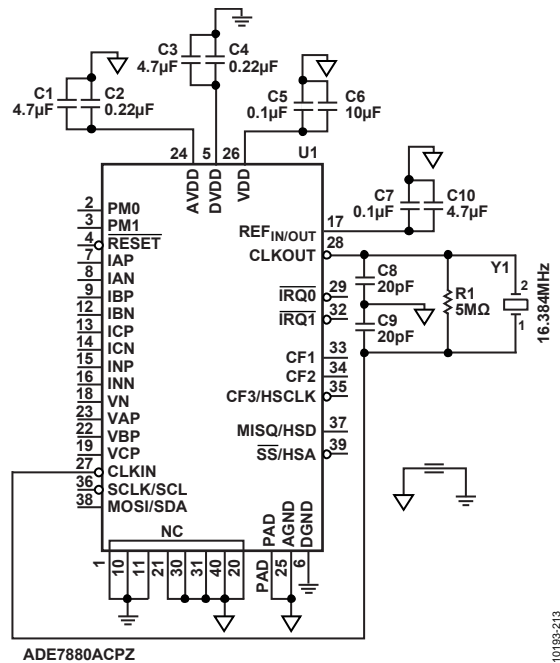 C3
4.7µF
C4
0.22µF
C1
4.7µF
C2
0.22µF
C5
0.1µF
C6
10µF
24
5
26
U1
AVDD
DVDD
VDD
C7
0.1µF
C10
4.7µF
2 PM0
3 PM1
4 RESET
7 IAP
8 IAN
9 IBP
12 IBN
13 ICP
14 ICN
15 INP
16 INN
18 VN
23 VAP
22 VBP
19 VCP
27 CLKIN
36 SCLK/SCL
38 MOSI/SDA
REFIN/OUT 17
CLKOUT 28
IRQ0 29
IRQ1 32
CF1 33
CF2 34
CF3/HSCLK 35
MISQ/HSD 37
SS/HSA 39
C8
20pF
C9
20pF
R1
5MΩ
Y1
2
1
16.384MHz
NC
PAD
AGND
DGND
1
10
11
21
30
31
40
20
PAD
25
6
ADE7880ACPZ
10193-213